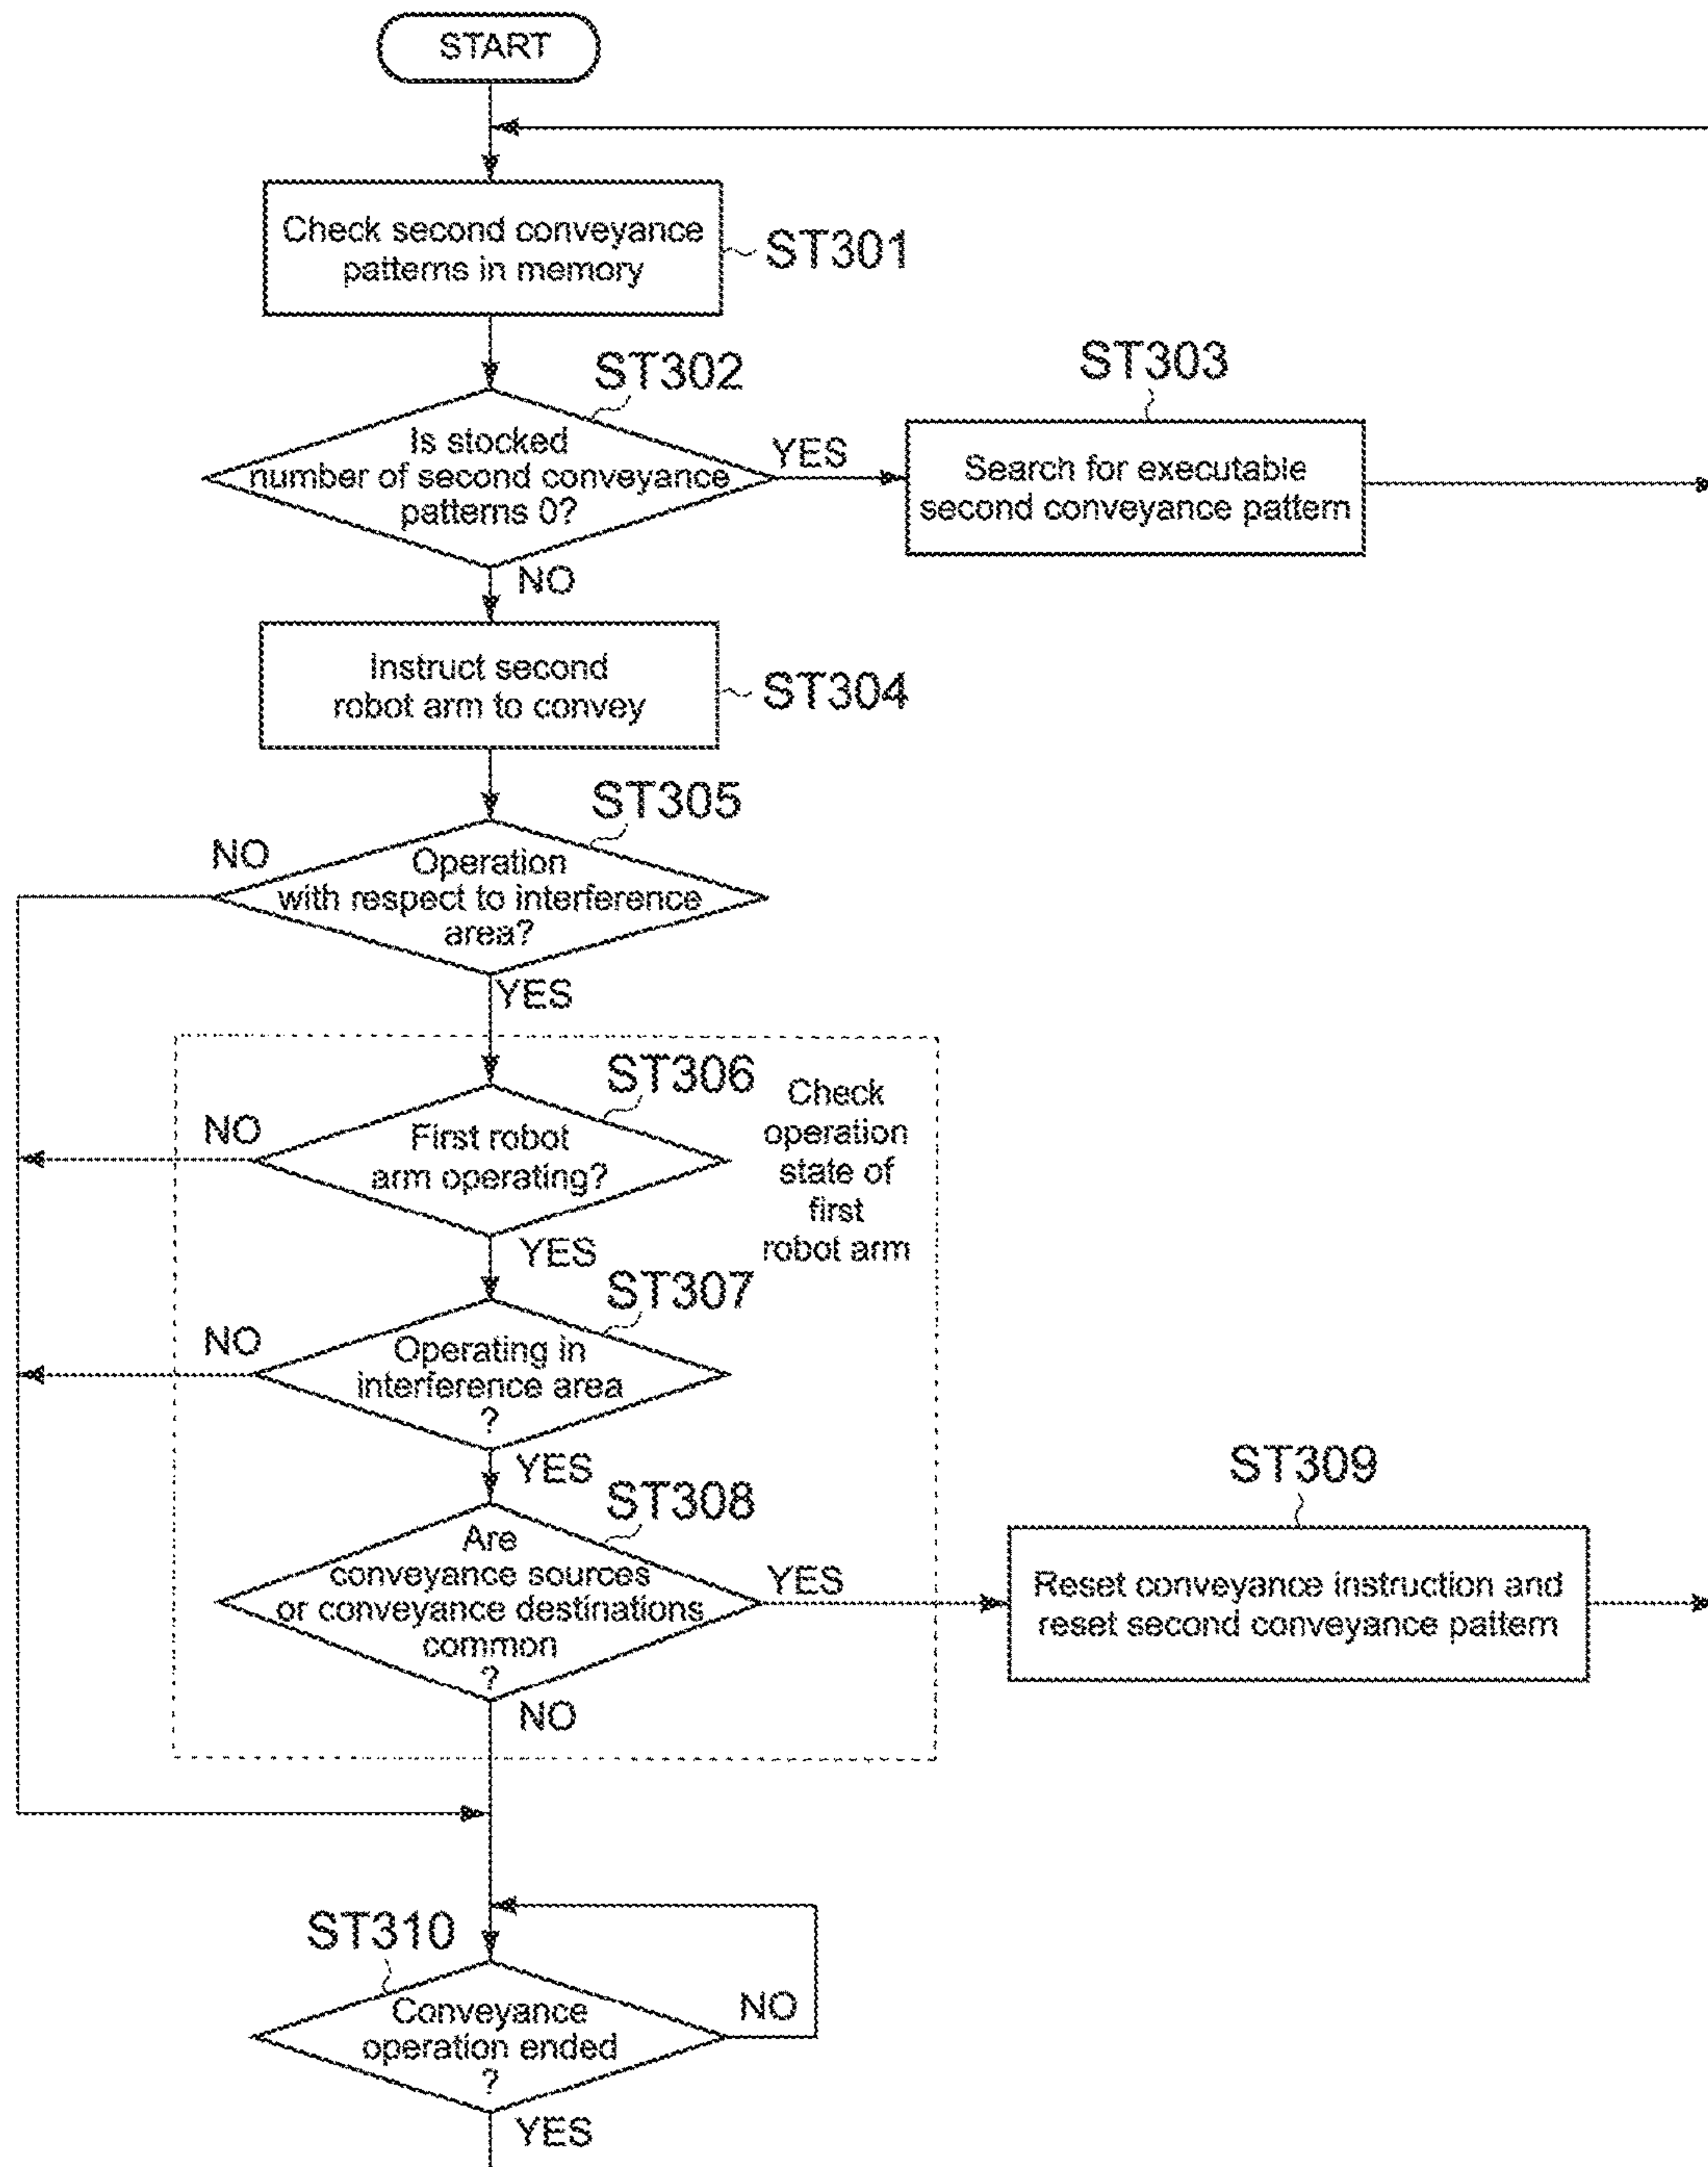 START
Check second conveyance
patterns in memory
ST301
ST302
Is stocked
number of second conveyance
patterns 0?
YES
NO
ST303
Search for executable
second conveyance pattern
Instruct second
robot arm to convey
ST304
ST305
NO
Operation
with respect to interference
area?
YES
ST306
NO
First robot
arm operating?
YES
Check
operation
state of
first
robot arm
ST307
NO
Operating in
interference area
?
YES
ST308
Are
conveyance sources
or conveyance destinations
common
?
YES
NO
ST309
Reset conveyance instruction and
reset second conveyance pattern
ST310
Conveyance
operation ended
?
NO
YES